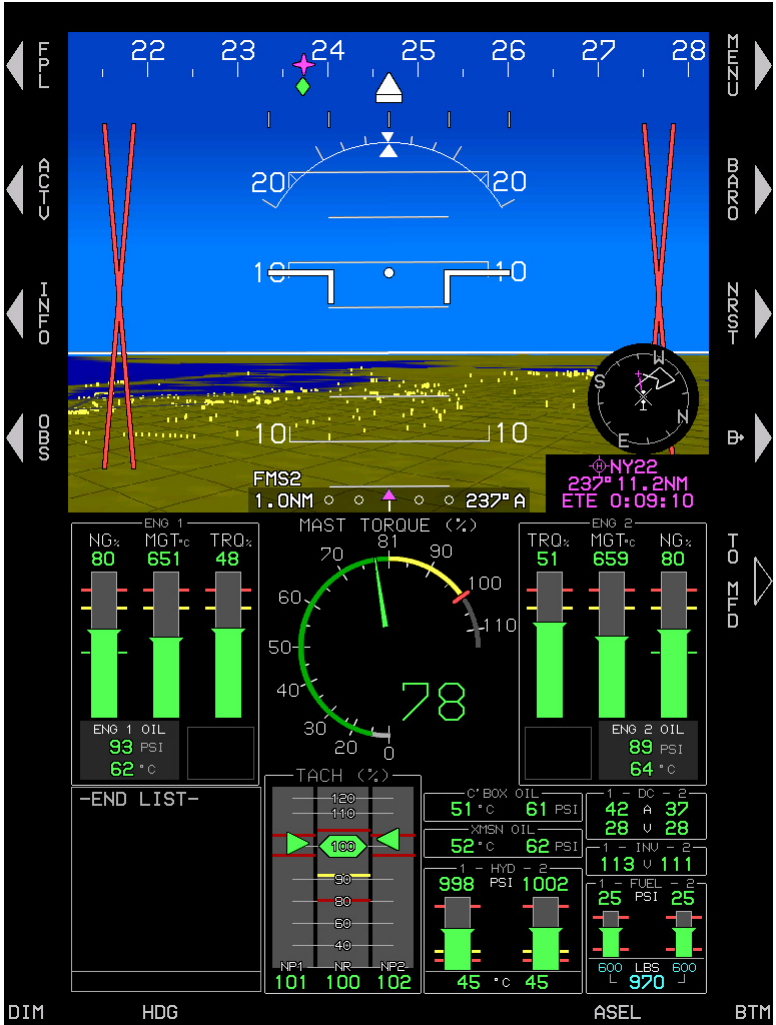 FPL
22 23 24 25 26 27 28
MENU
ACTV
20 20
BARO
INFO
10 10
NRST
W
S
N
E
OBS
10 10
D
FMS2
1.0NM 237°A
NY22
237° 11.2NM
ETE 0:09:10
ENG 1
NG% MGT°C TRQ%
80 651 48
MAST TORQUE (%)
0 20 30 40 50 60 70 81 90 100 110
78
ENG 2
TRQ% MGT°C NG%
51 659 80
TO MFD
ENG 1 OIL
93 PSI
62 °C
ENG 2 OIL
89 PSI
64 °C
-END LIST-
TACH (%)
120
110
100
90
80
60
40
NP1 NR NP2
101 100 102
C'BOX OIL
51 °C 61 PSI
XMSN OIL
52 °C 62 PSI
1 - HYD - 2
998 PSI 1002
45 °C 45
1 - DC - 2
42 A 37
28 V 28
1 - INV - 2
113 V 111
1 - FUEL - 2
25 PSI 25
600 LBS 600
970
DIM HDG ASEL BTM